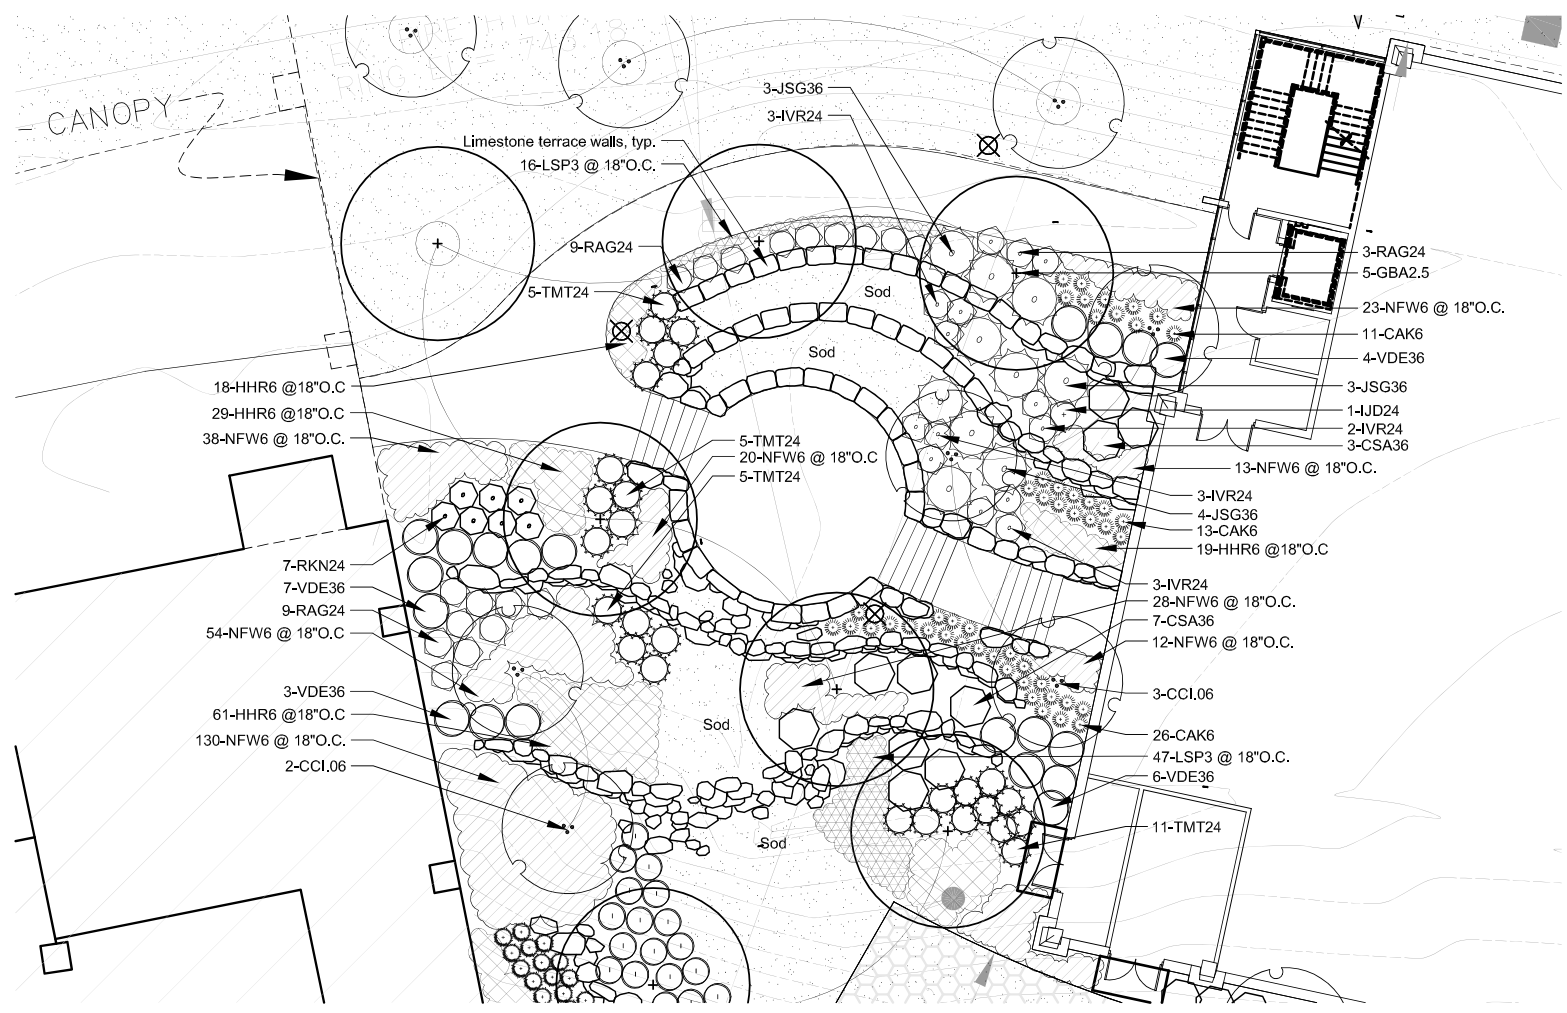 CANOPY
3-JSG36
3-IVR24
Limestone terrace walls, typ.
16-LSP3 @ 18"O.C.
9-RAG24
5-TMT24
18-HHR6 @18"O.C
29-HHR6 @18"O.C
38-NFW6 @ 18"O.C.
5-TMT24
20-NFW6 @ 18"O.C
5-TMT24
7-RKN24
7-VDE36
9-RAG24
54-NFW6 @ 18"O.C
3-VDE36
61-HHR6 @18"O.C
130-NFW6 @ 18"O.C.
2-CCI.06
Sod
Sod
Sod
Sod
3-RAG24
5-GBA2.5
23-NFW6 @ 18"O.C.
11-CAK6
4-VDE36
3-JSG36
1-IJD24
2-IVR24
3-CSA36
13-NFW6 @ 18"O.C.
3-IVR24
4-JSG36
13-CAK6
19-HHR6 @18"O.C
3-IVR24
28-NFW6 @ 18"O.C.
7-CSA36
12-NFW6 @ 18"O.C.
3-CCI.06
26-CAK6
47-LSP3 @ 18"O.C.
6-VDE36
11-TMT24